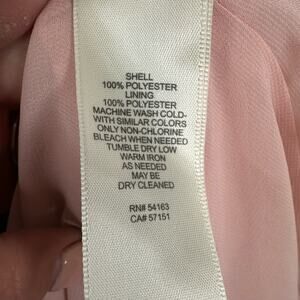 SHELL
100% POLYESTER
LINING
100% POLYESTER
MACHINE WASH COLD-
WITH SIMILAR COLORS
ONLY NON-CHLORINE
BLEACH WHEN NEEDED
TUMBLE DRY LOW
WARM IRON
AS NEEDED
MAY BE
DRY CLEANED
RN# 54163
CA# 57151